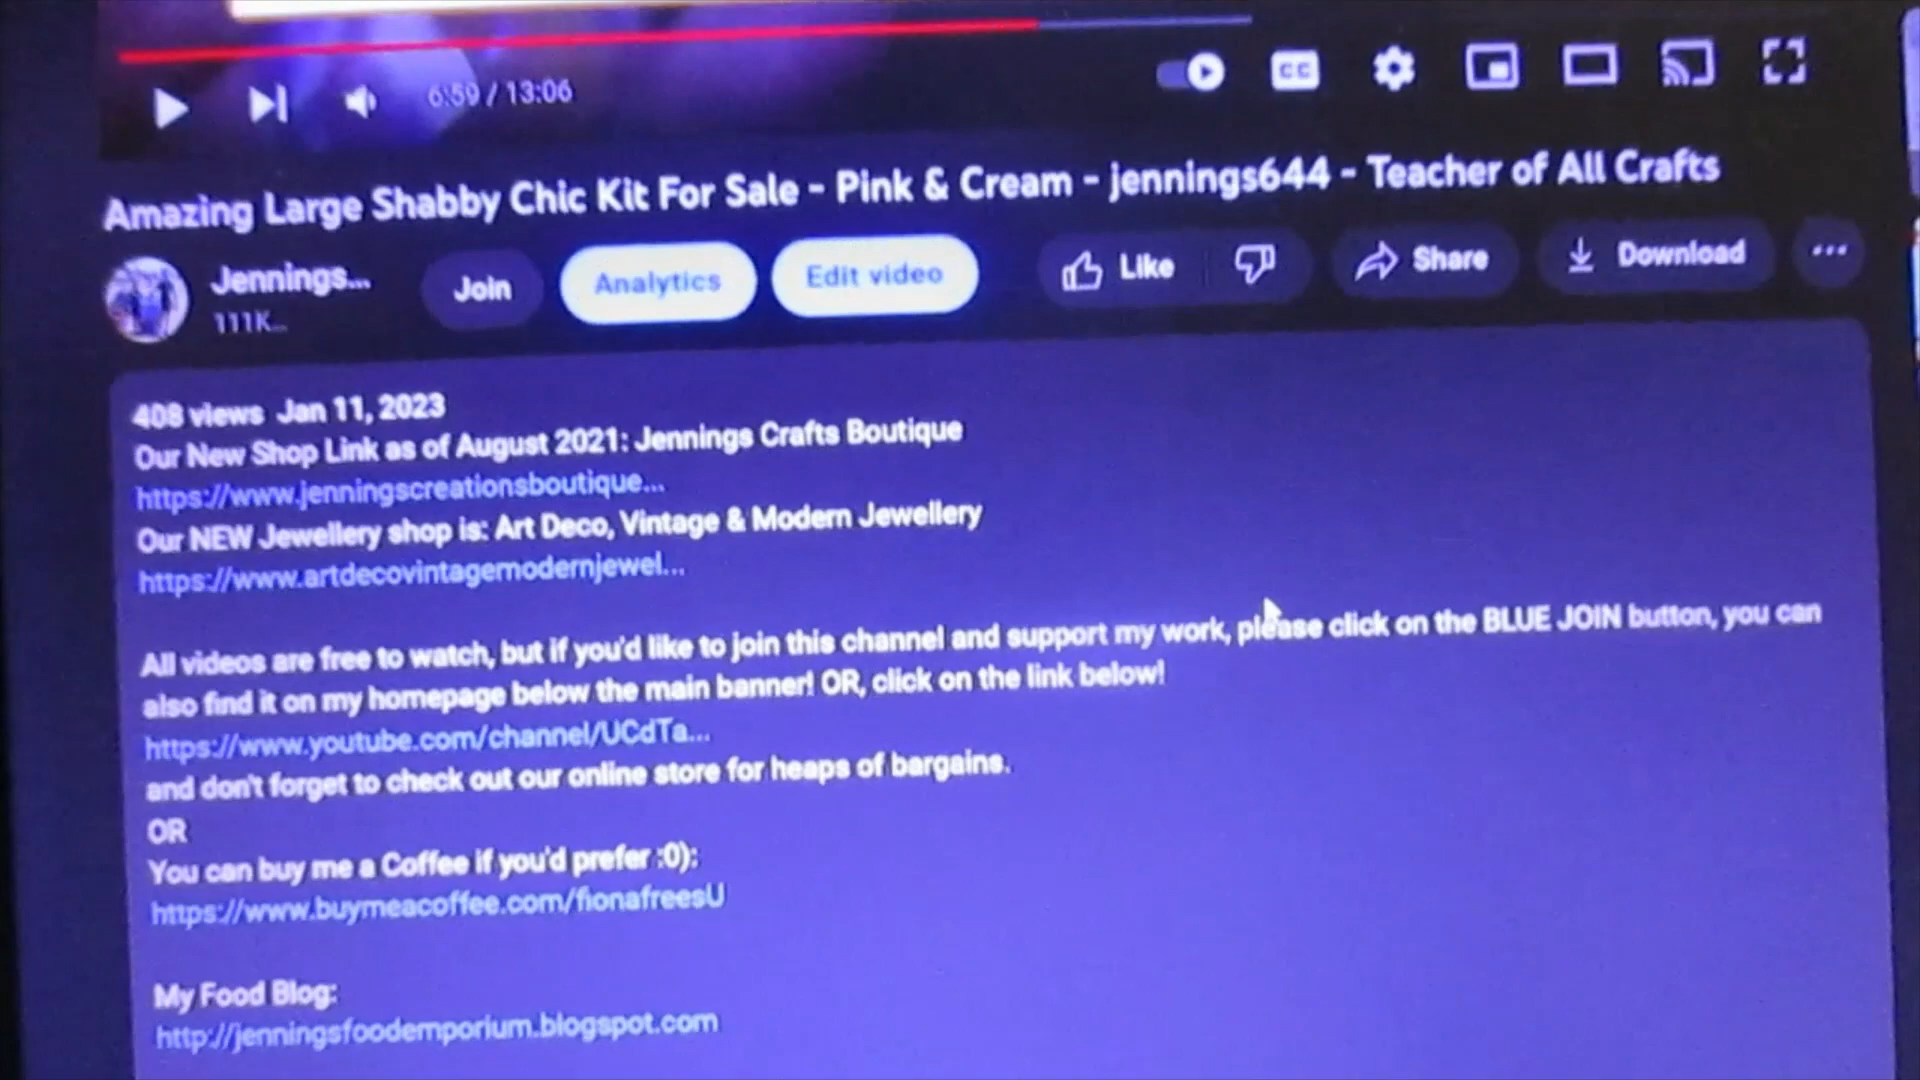 6:59 / 13:06
CC
Amazing Large Shabby Chic Kit For Sale - Pink & Cream - jennings644 - Teacher of All Crafts
Jennings...
111K...
Join
Analytics
Edit video
Like
Share
Download
408 views Jan 11, 2023
Our New Shop Link as of August 2021: Jennings Crafts Boutique
https://www.jenningscreationsboutique...
Our NEW Jewellery shop is: Art Deco, Vintage & Modern Jewellery
https://www.artdecovintagemodernjewel...
All videos are free to watch, but if you'd like to join this channel and support my work, please click on the BLUE JOIN button, you can
also find it on my homepage below the main banner! OR, click on the link below!
https://www.youtube.com/channel/UCdTa...
and don't forget to check out our online store for heaps of bargains.
OR
You can buy me a Coffee if you'd prefer :0):
https://www.buymeacoffee.com/fionafreesU
My Food Blog:
http://jenningsfoodemporium.blogspot.com